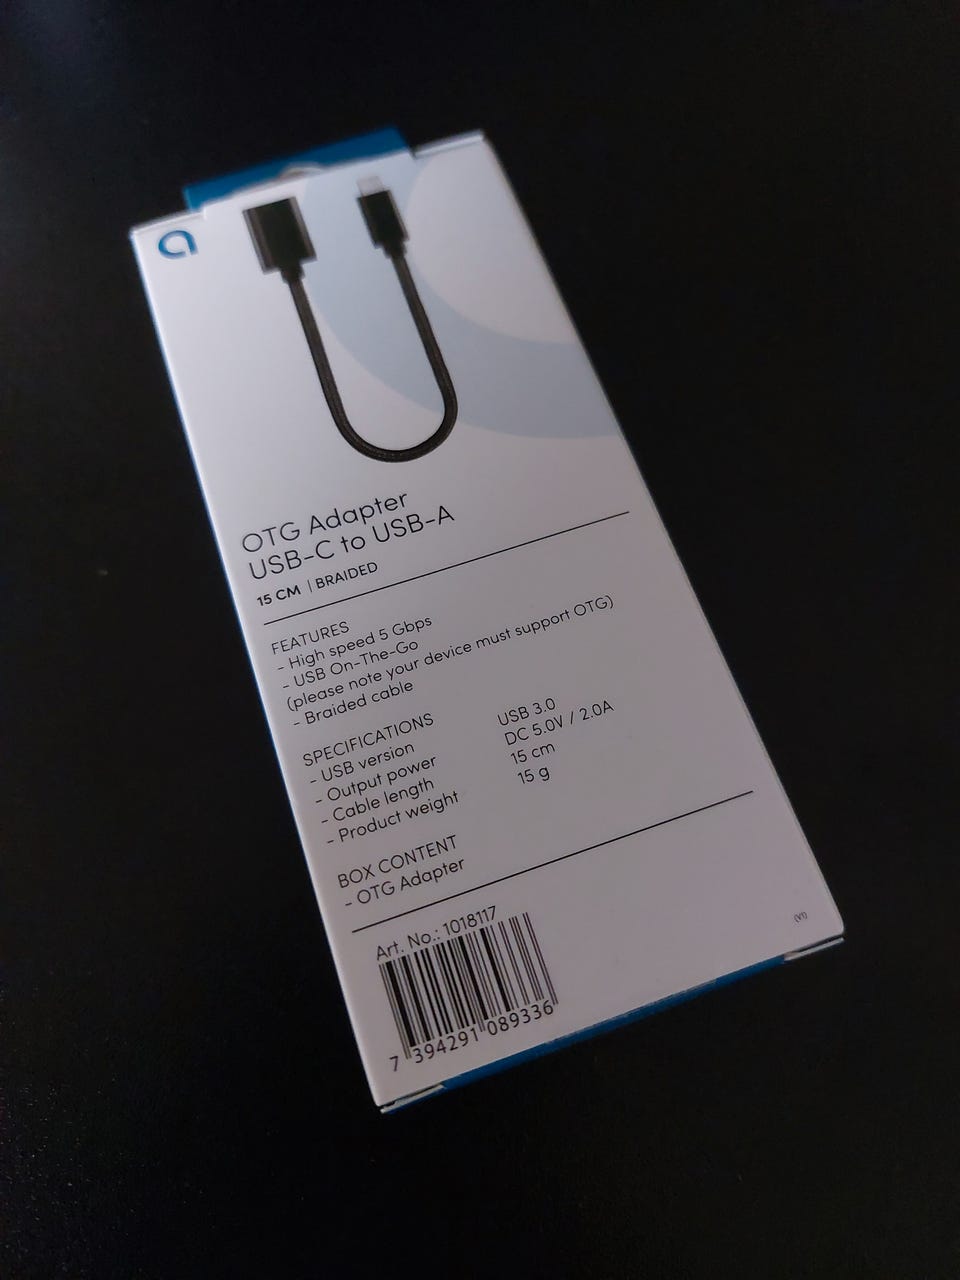 a
OTG Adapter
USB-C to USB-A
15 CM | BRAIDED
FEATURES
- High speed 5 Gbps
- USB On-The-Go
(please note your device must support OTG)
- Braided cable
SPECIFICATIONS
- USB version USB 3.0
- Output power DC 5.0V / 2.0A
- Cable length 15 cm
- Product weight 15 g
BOX CONTENT
- OTG Adapter
Art. No.: 1018117
7 394291 089336
(V1)